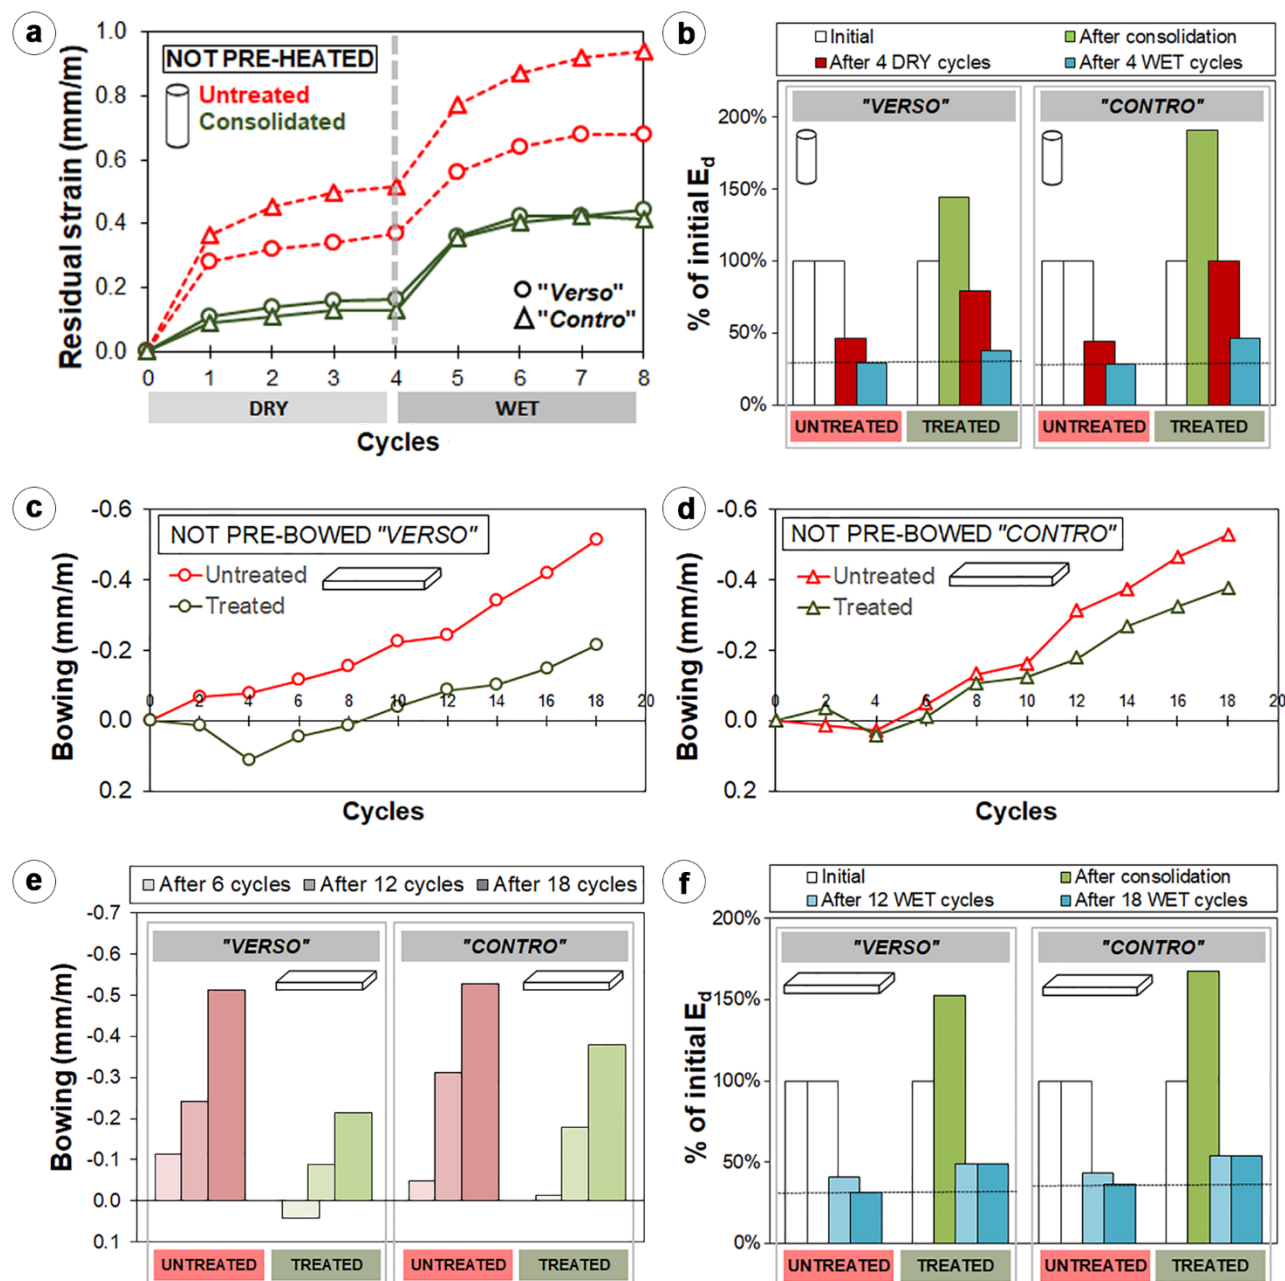 a
NOT PRE-HEATED
Untreated
Consolidated
"Verso"
"Contro"
Residual strain (mm/m)
1.0
0.8
0.6
0.4
0.2
0.0
0 1 2 3 4 5 6 7 8
DRY WET
Cycles
b
Initial After consolidation
After 4 DRY cycles After 4 WET cycles
"VERSO" "CONTRO"
% of initial Ed
200%
150%
100%
50%
0%
UNTREATED TREATED UNTREATED TREATED
c
NOT PRE-BOWED "VERSO"
Untreated
Treated
Bowing (mm/m)
-0.6
-0.4
-0.2
0.0
0.2
0 2 4 6 8 10 12 14 16 18 20
Cycles
d
NOT PRE-BOWED "CONTRO"
Untreated
Treated
Bowing (mm/m)
-0.6
-0.4
-0.2
0.0
0.2
0 2 4 6 8 10 12 14 16 18 20
Cycles
e
After 6 cycles After 12 cycles After 18 cycles
"VERSO" "CONTRO"
Bowing (mm/m)
-0.7
-0.6
-0.5
-0.4
-0.3
-0.2
-0.1
0.0
0.1
UNTREATED TREATED UNTREATED TREATED
f
Initial After consolidation
After 12 WET cycles After 18 WET cycles
"VERSO" "CONTRO"
% of initial Ed
200%
150%
100%
50%
0%
UNTREATED TREATED UNTREATED TREATED